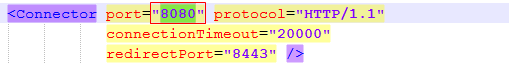 <Connector port="8080" protocol="HTTP/1.1"
connectionTimeout="20000"
redirectPort="8443" />